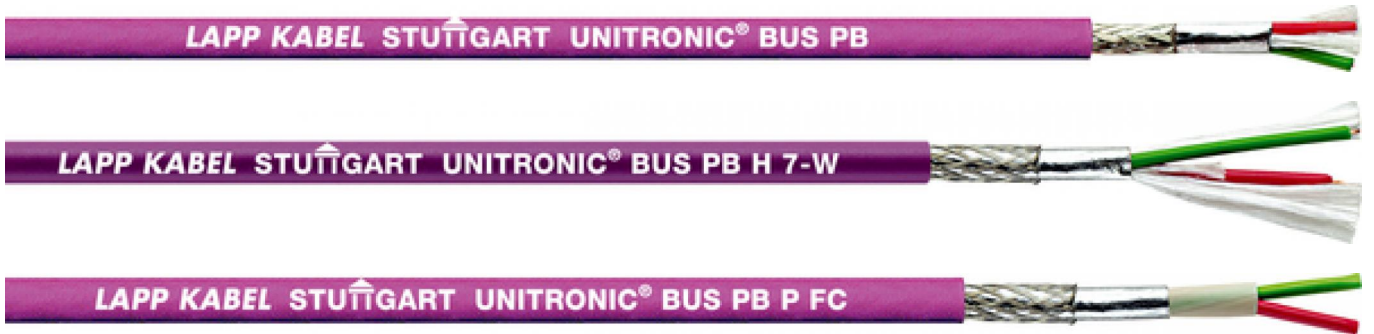 LAPP KABEL STUTTGART UNITRONIC® BUS PB
LAPP KABEL STUTTGART UNITRONIC® BUS PB H 7-W
LAPP KABEL STUTTGART UNITRONIC® BUS PB P FC